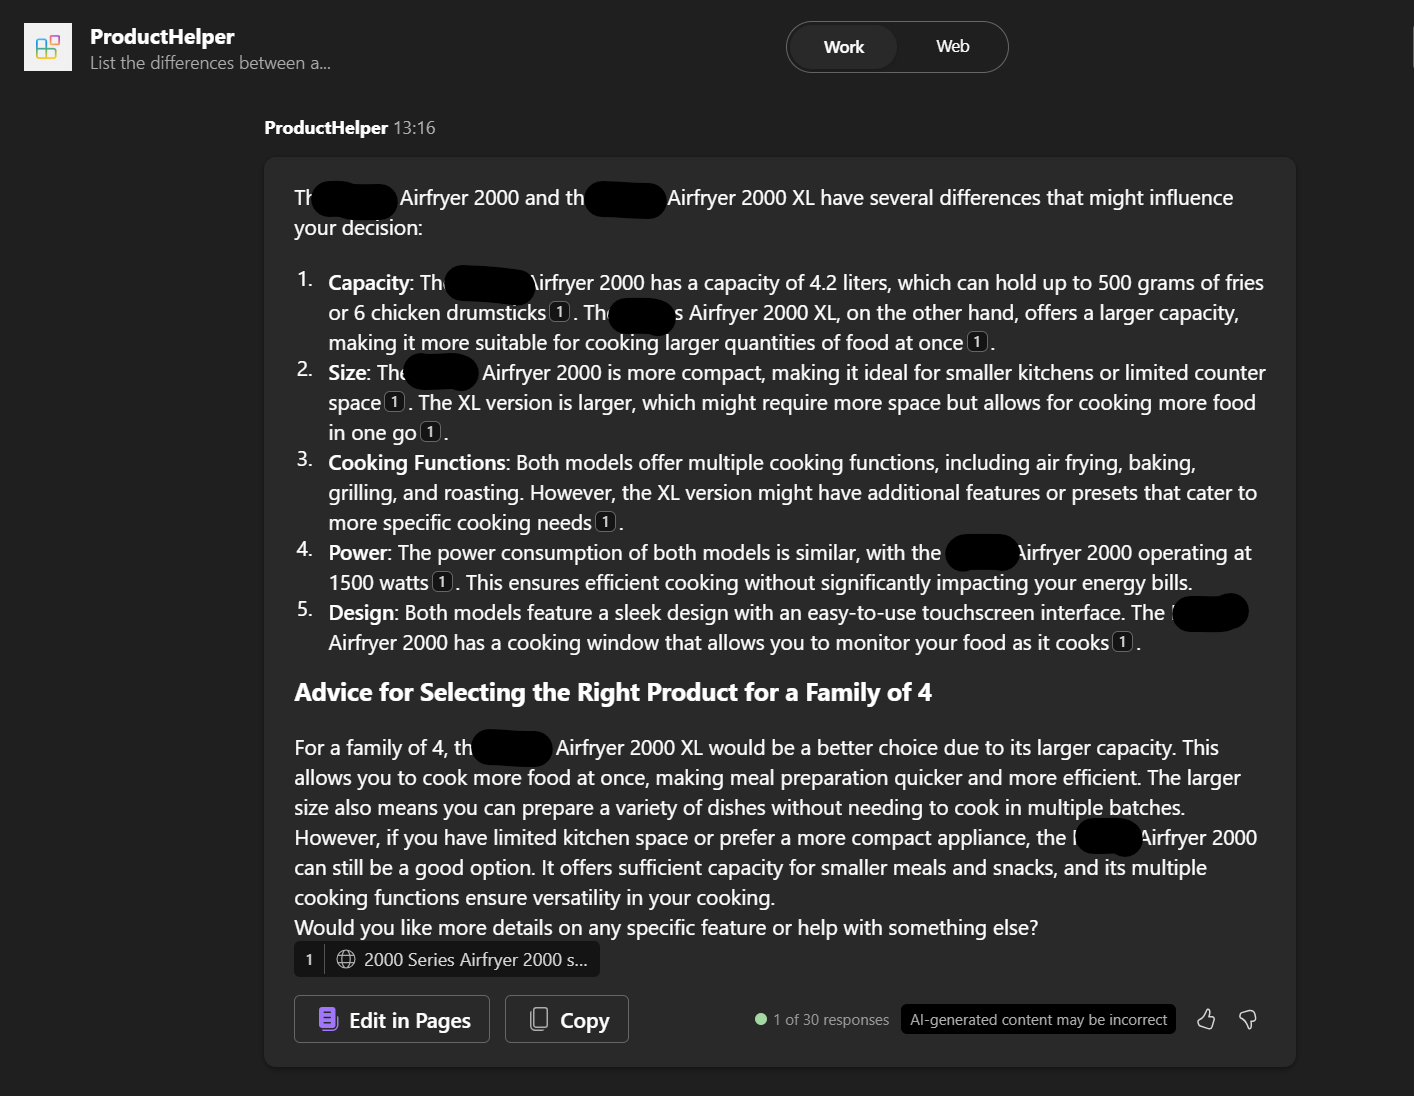 ProductHelper
List the differences between a...
Work
Web
ProductHelper 13:16
Airfryer 2000 and th Airfryer 2000 XL have several differences that might influence
your decision:
1. Capacity: Th Airfryer 2000 has a capacity of 4.2 liters, which can hold up to 500 grams of fries
or 6 chicken drumsticks 1. The s Airfryer 2000 XL, on the other hand, offers a larger capacity,
making it more suitable for cooking larger quantities of food at once 1.
2. Size: The Airfryer 2000 is more compact, making it ideal for smaller kitchens or limited counter
space 1. The XL version is larger, which might require more space but allows for cooking more food
in one go 1.
3. Cooking Functions: Both models offer multiple cooking functions, including air frying, baking,
grilling, and roasting. However, the XL version might have additional features or presets that cater to
more specific cooking needs 1.
4. Power: The power consumption of both models is similar, with the Airfryer 2000 operating at
1500 watts 1. This ensures efficient cooking without significantly impacting your energy bills.
5. Design: Both models feature a sleek design with an easy-to-use touchscreen interface. The
Airfryer 2000 has a cooking window that allows you to monitor your food as it cooks 1.
Advice for Selecting the Right Product for a Family of 4
For a family of 4, th Airfryer 2000 XL would be a better choice due to its larger capacity. This
allows you to cook more food at once, making meal preparation quicker and more efficient. The larger
size also means you can prepare a variety of dishes without needing to cook in multiple batches.
However, if you have limited kitchen space or prefer a more compact appliance, the Airfryer 2000
can still be a good option. It offers sufficient capacity for smaller meals and snacks, and its multiple
cooking functions ensure versatility in your cooking.
Would you like more details on any specific feature or help with something else?
1 2000 Series Airfryer 2000 s...
Edit in Pages
Copy
1 of 30 responses
AI-generated content may be incorrect